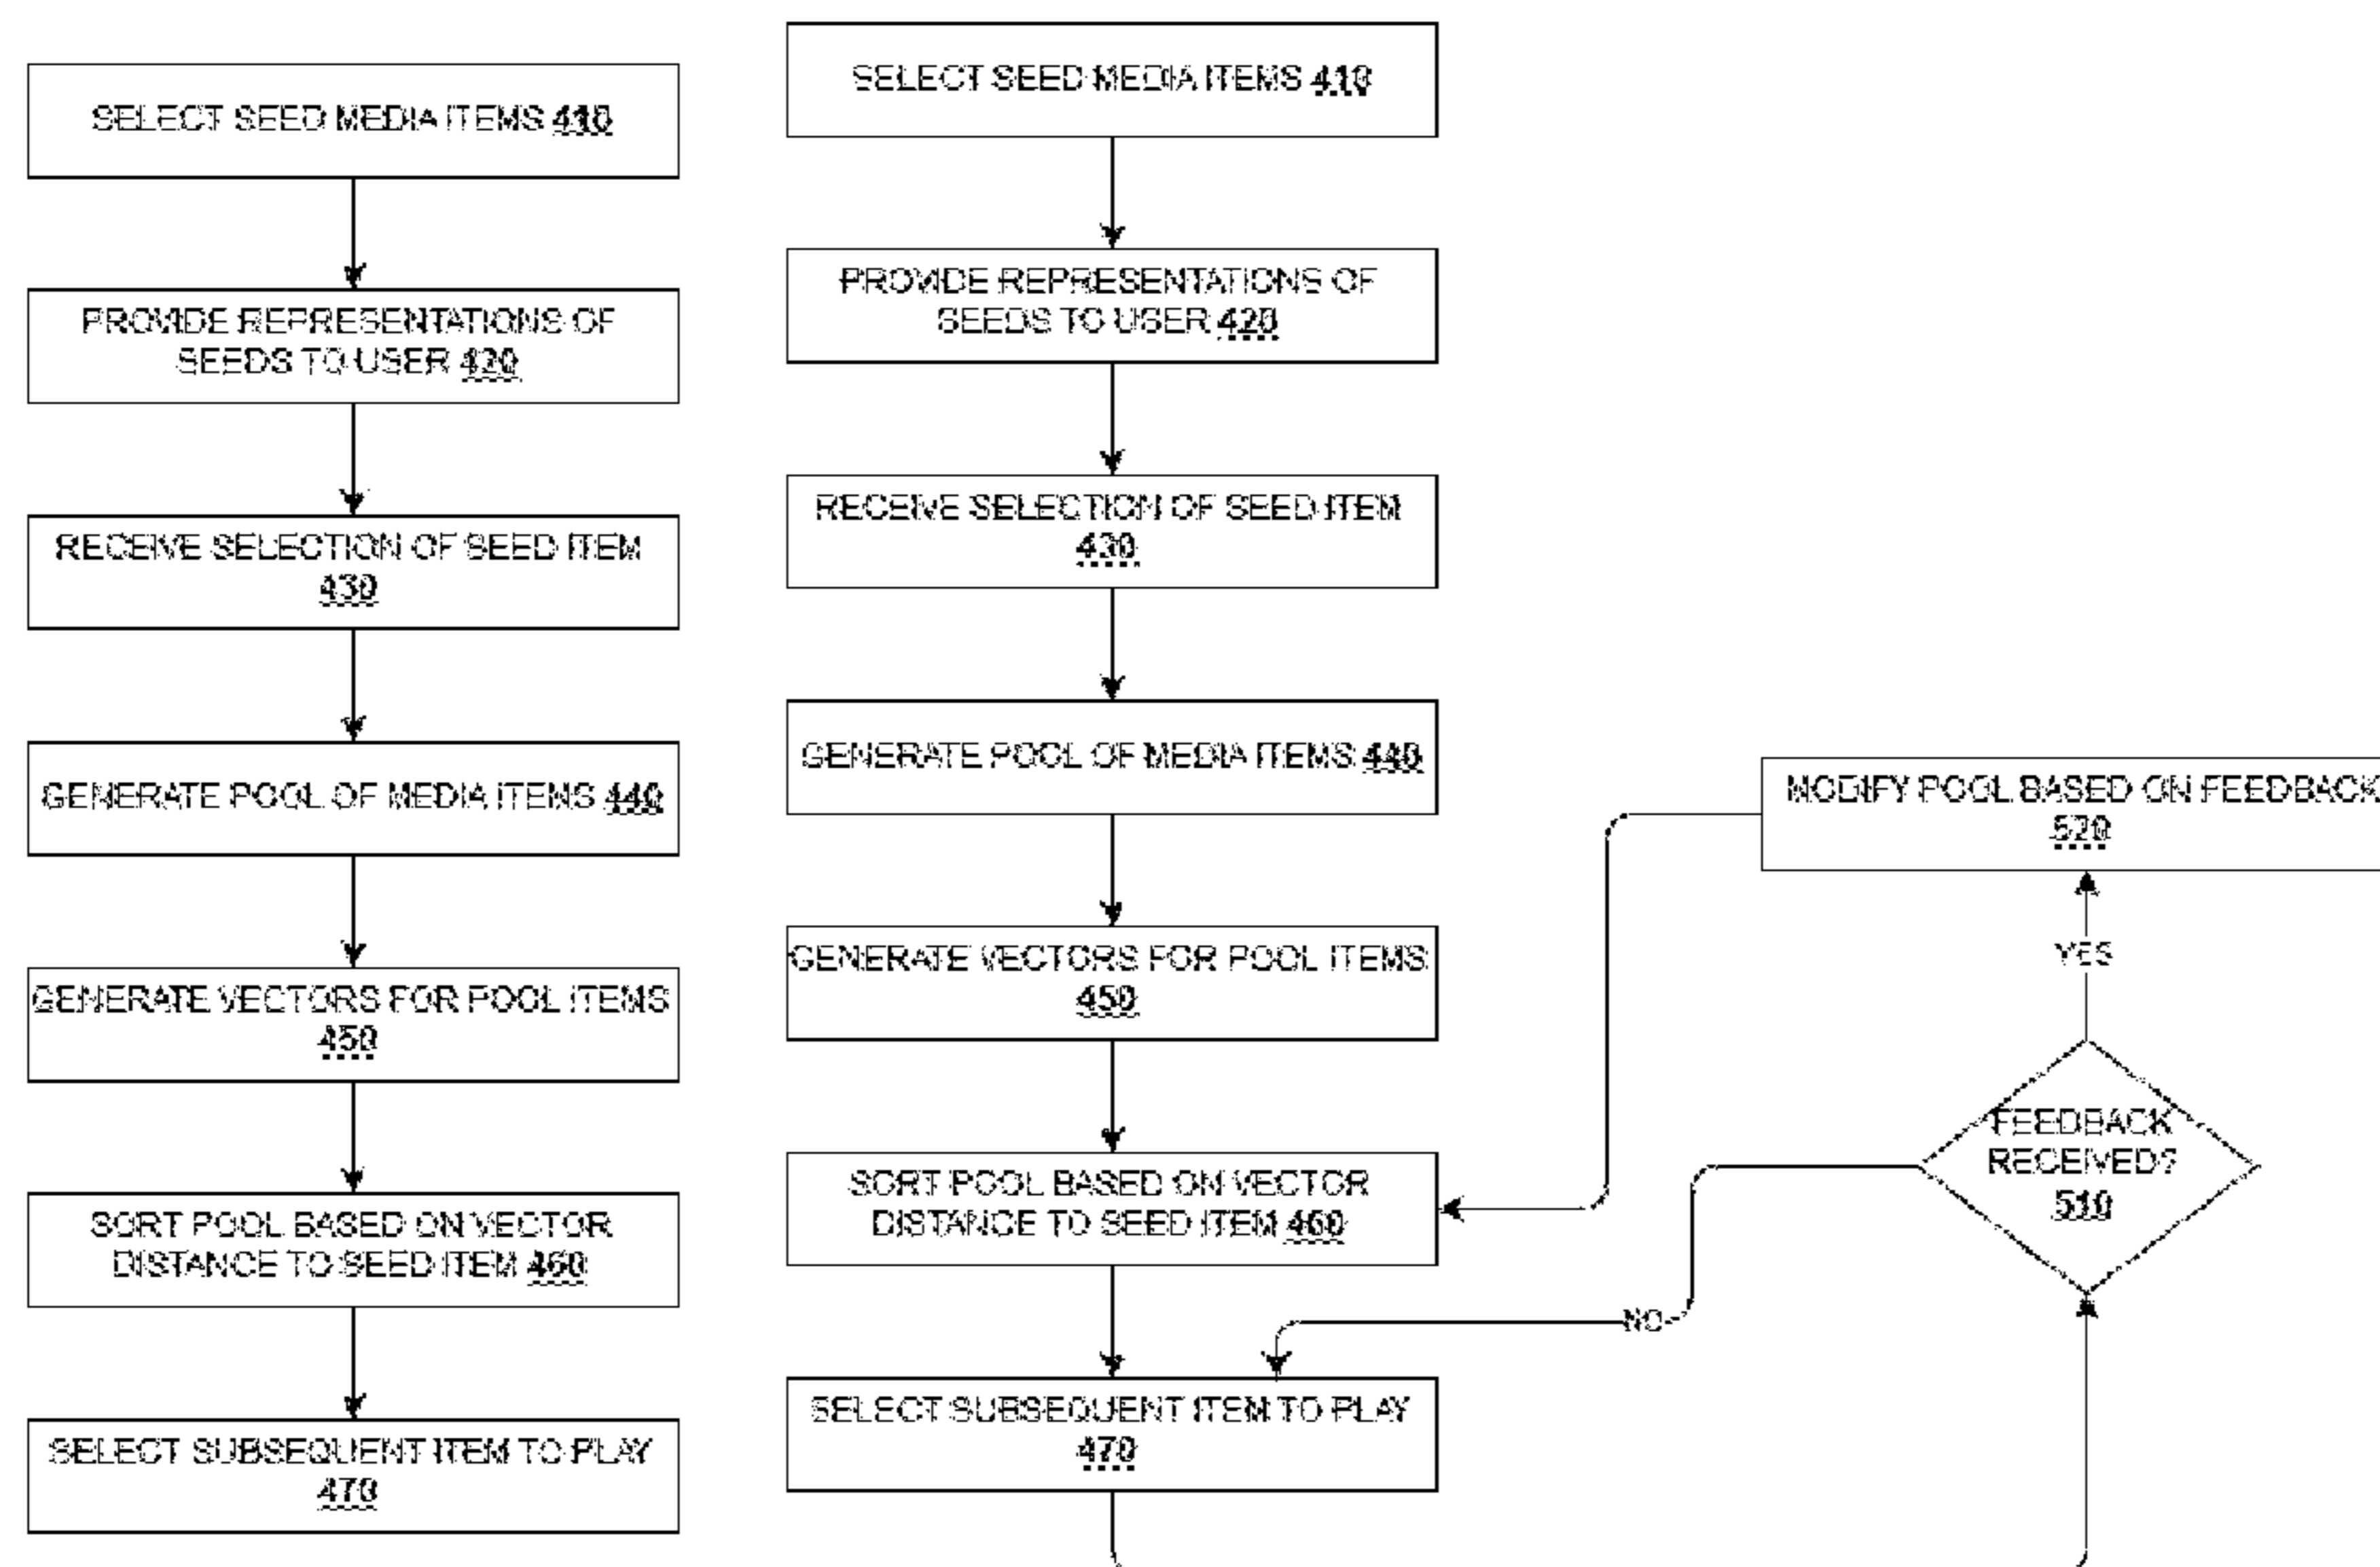 SELECT SEED MEDIA ITEMS 410
PROVIDE REPRESENTATIONS OF
SEEDS TO USER 420
RECEIVE SELECTION OF SEED ITEM
430
GENERATE POOL OF MEDIA ITEMS 440
GENERATE VECTORS FOR POOL ITEMS
450
SORT POOL BASED ON VECTOR
DISTANCE TO SEED ITEM 460
SELECT SUBSEQUENT ITEM TO PLAY
470
SELECT SEED MEDIA ITEMS 410
PROVIDE REPRESENTATIONS OF
SEEDS TO USER 420
RECEIVE SELECTION OF SEED ITEM
430
GENERATE POOL OF MEDIA ITEMS 440
GENERATE VECTORS FOR POOL ITEMS
450
SORT POOL BASED ON VECTOR
DISTANCE TO SEED ITEM 460
SELECT SUBSEQUENT ITEM TO PLAY
470
MODIFY POOL BASED ON FEEDBACK
520
YES
FEEDBACK
RECEIVED?
510
NO